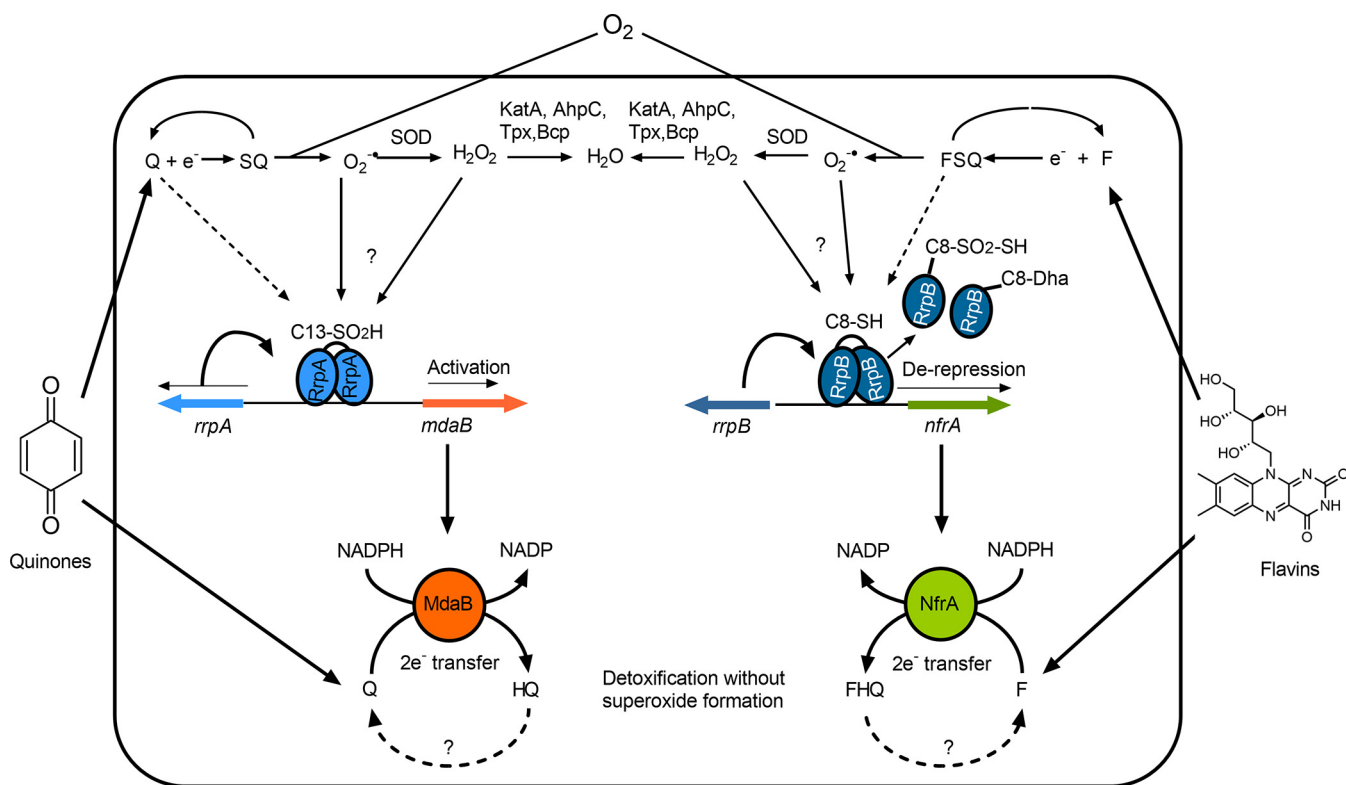 O2
KatA, AhpC,
Tpx,Bcp
KatA, AhpC,
Tpx,Bcp
Q + e-
SQ
O2-•
SOD
H2O2
H2O
H2O2
SOD
O2-•
FSQ
e- + F
?
?
C8-SO2-SH
RrpB
C8-Dha
RrpB
C13-SO2H
RrpA
RrpA
Activation
rrpA
mdaB
C8-SH
RrpB
RrpB
De-repression
rrpB
nfrA
O
O
Quinones
HO
HO
OH
HO
N
N
O
N
NH
O
Flavins
NADPH
NADP
MdaB
2e- transfer
Q
HQ
?
Detoxification without
superoxide formation
NADP
NADPH
NfrA
2e- transfer
FHQ
F
?